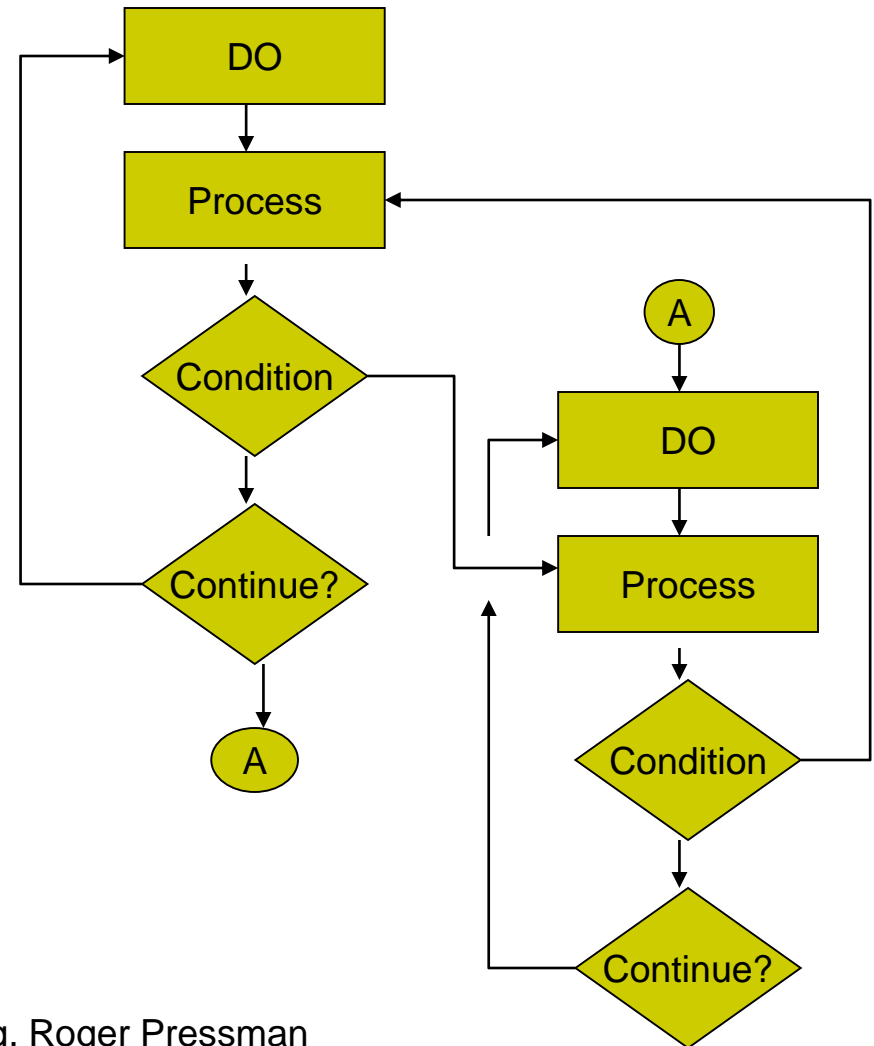 DO
Process
Condition
Continue?
A
A
DO
Process
Condition
Continue?
Roger Pressman